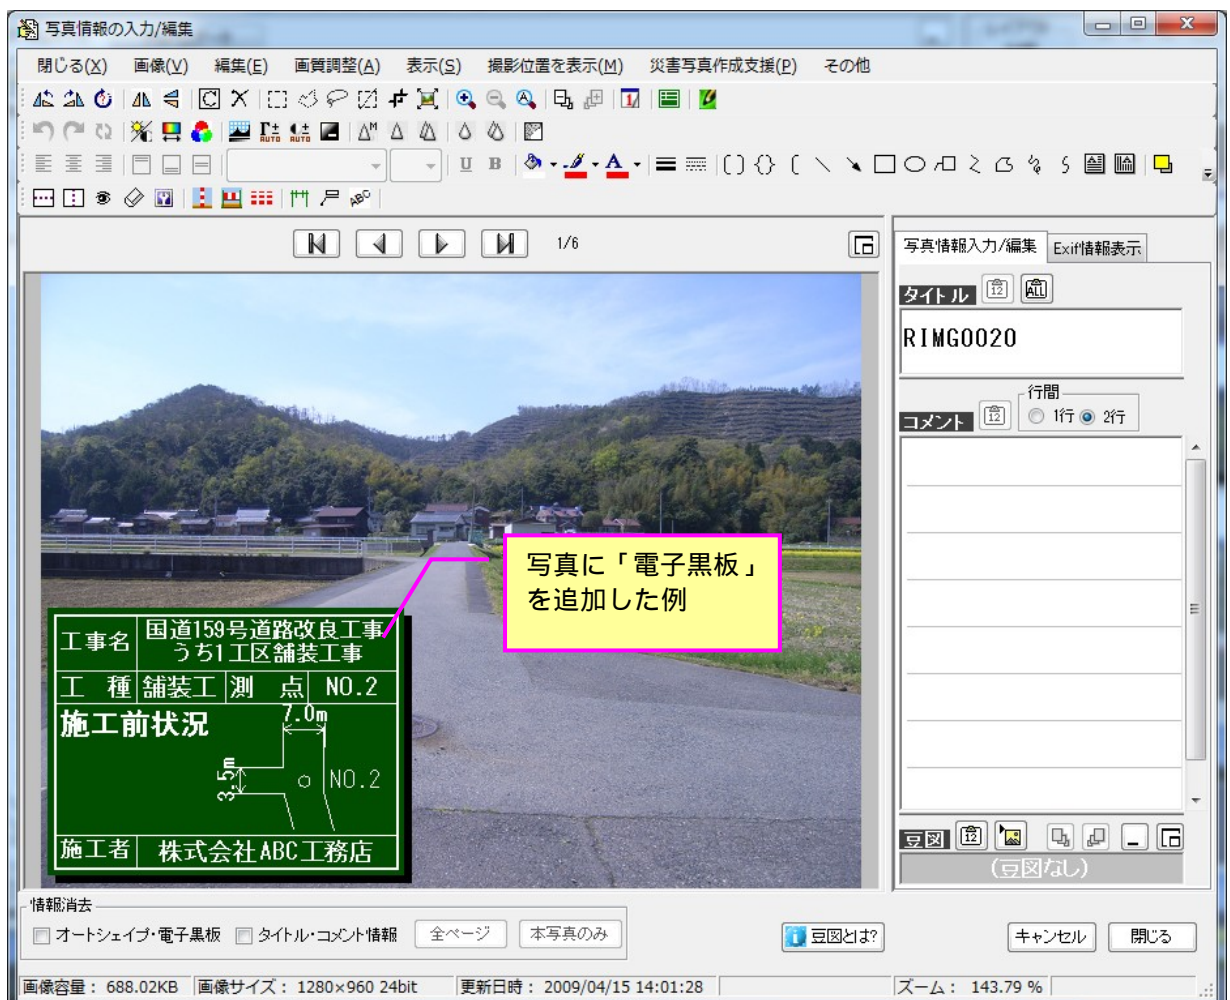 写真情報の入力/編集
閉じる(X) 画像(V) 編集(E) 画質調整(A) 表示(S) 撮影位置を表示(M) 災害写真作成支援(P) その他
1/6
写真情報入力/編集 Exif情報表示
タイトル
RIMG0020
行間
コメント 1行 2行
写真に「電子黒板」
を追加した例
工事名 国道159号道路改良工事
うち1工区舗装工事
工 種 舗装工 測 点 NO.2
施工前状況
7.0m
3.5m
NO.2
施工者 株式会社ABC工務店
豆図
(豆図なし)
情報消去
オートシェイプ・電子黒板 タイトル・コメント情報 全ページ 本写真のみ 豆図とは? キャンセル 閉じる
画像容量: 688.02KB 画像サイズ: 1280×960 24bit 更新日時: 2009/04/15 14:01:28 ズーム: 143.79 %